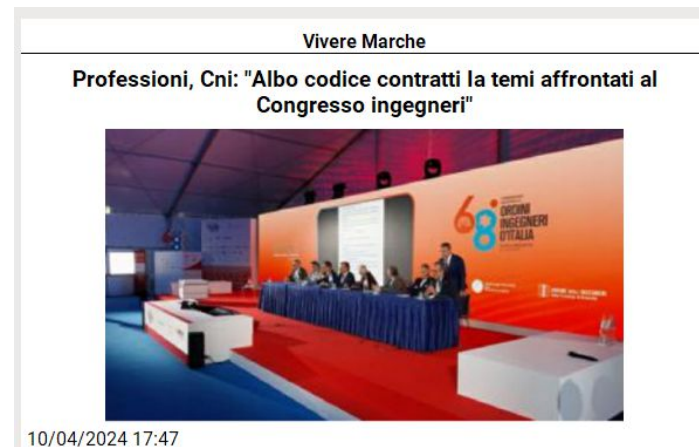 Vivere Marche
Professioni, Cni: "Albo codice contratti Ia temi affrontati al
Congresso ingegneri"
68°
ORDINI
INGEGNERI
D'ITALIA
10/04/2024 17:47